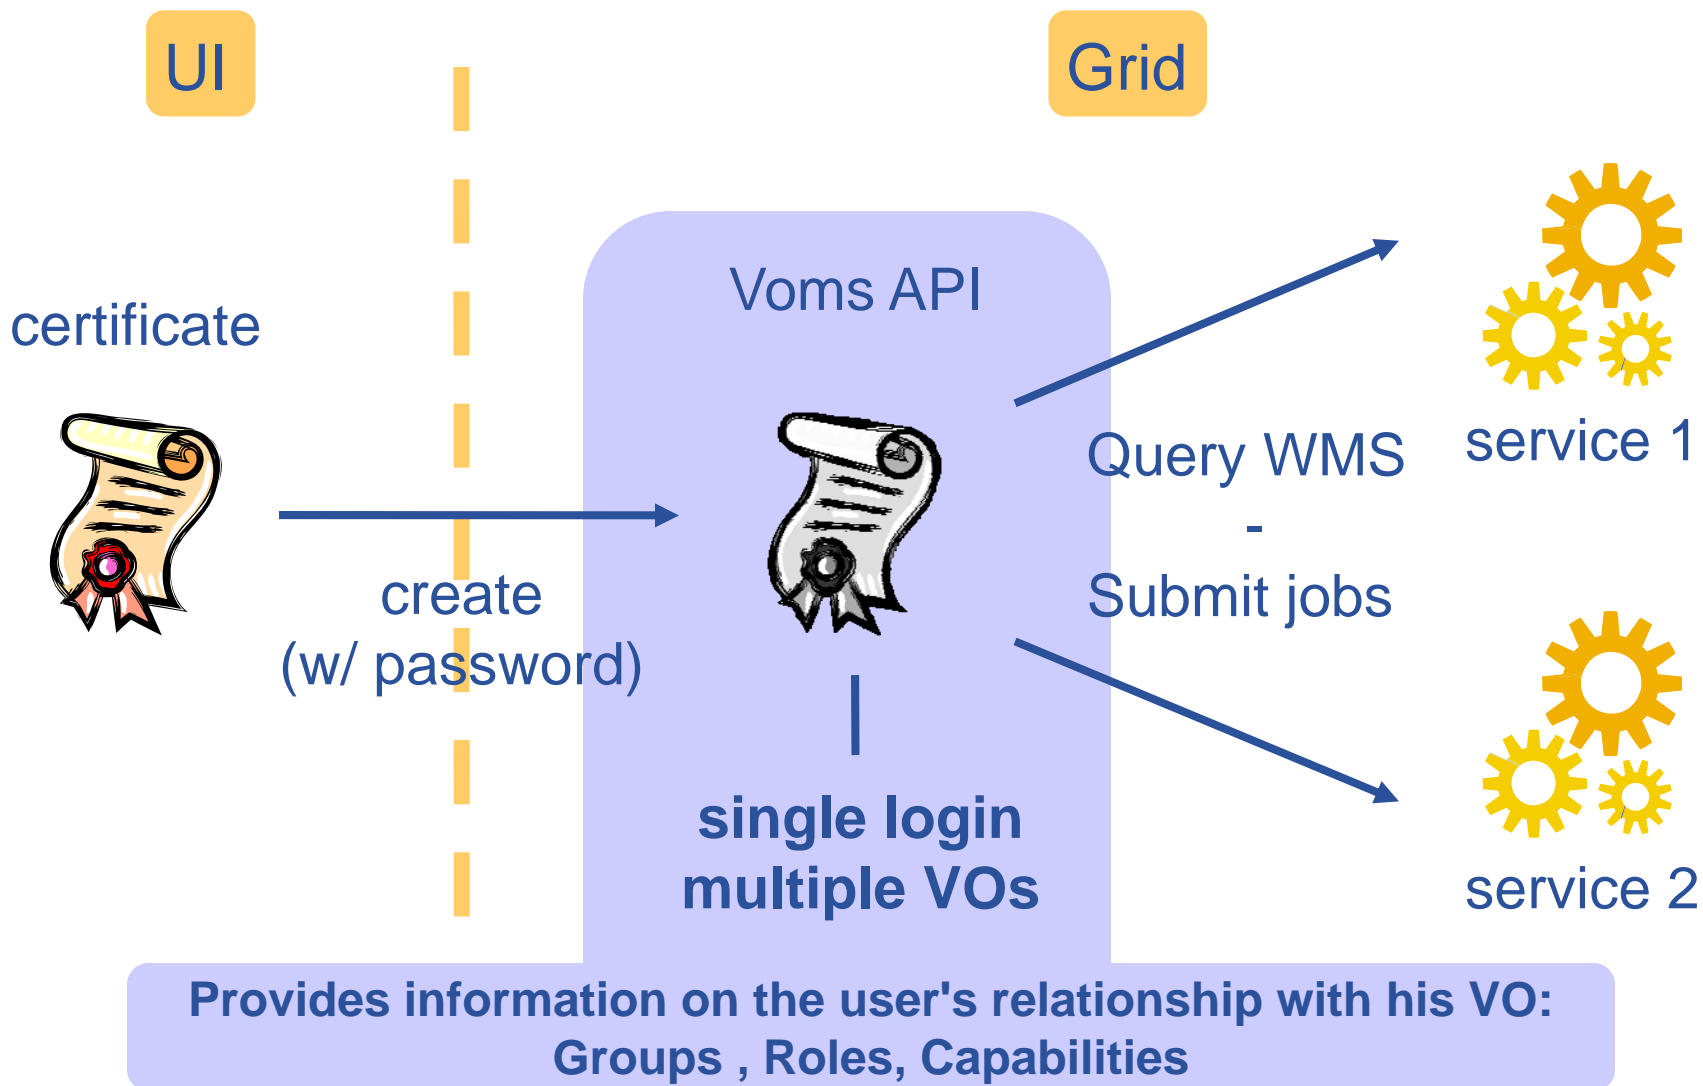 UI
Grid
certificate
Voms API
create
(w/ password)
Query WMS
-
Submit jobs
service 1
service 2
single login
multiple VOs
Provides information on the user's relationship with his VO:
Groups , Roles, Capabilities